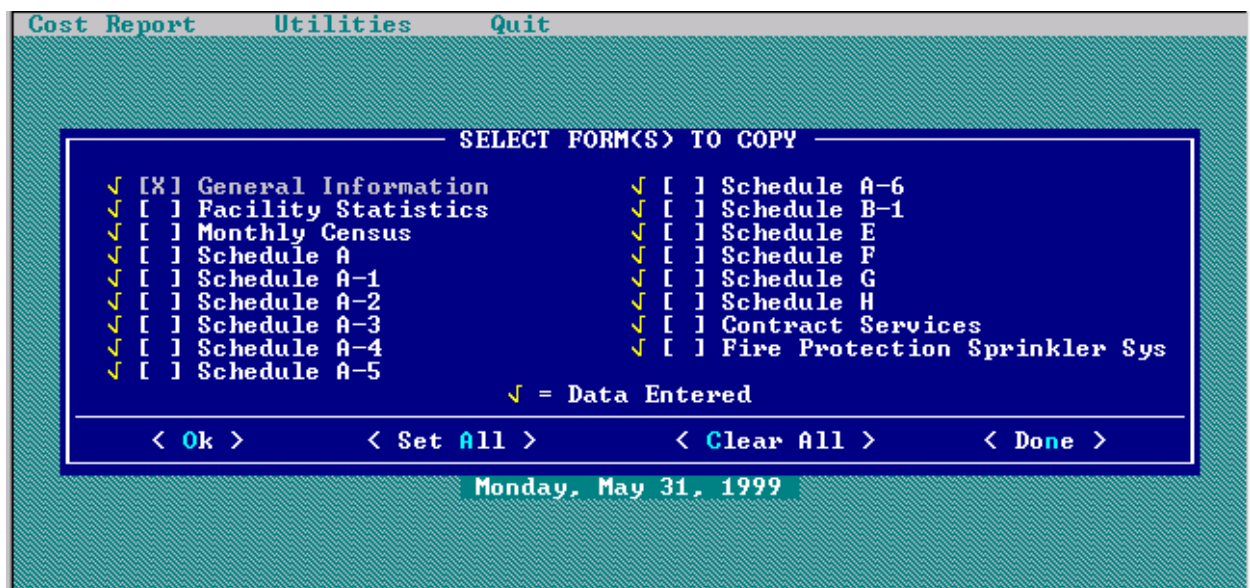 Cost Report Utilities Quit
SELECT FORM(S) TO COPY
√ [X] General Information
√ [ ] Facility Statistics
√ [ ] Monthly Census
√ [ ] Schedule A
√ [ ] Schedule A-1
√ [ ] Schedule A-2
√ [ ] Schedule A-3
√ [ ] Schedule A-4
√ [ ] Schedule A-5
√ [ ] Schedule A-6
√ [ ] Schedule B-1
√ [ ] Schedule E
√ [ ] Schedule F
√ [ ] Schedule G
√ [ ] Schedule H
√ [ ] Contract Services
√ [ ] Fire Protection Sprinkler Sys
√ = Data Entered
< Ok > < Set All > < Clear All > < Done >
Monday, May 31, 1999